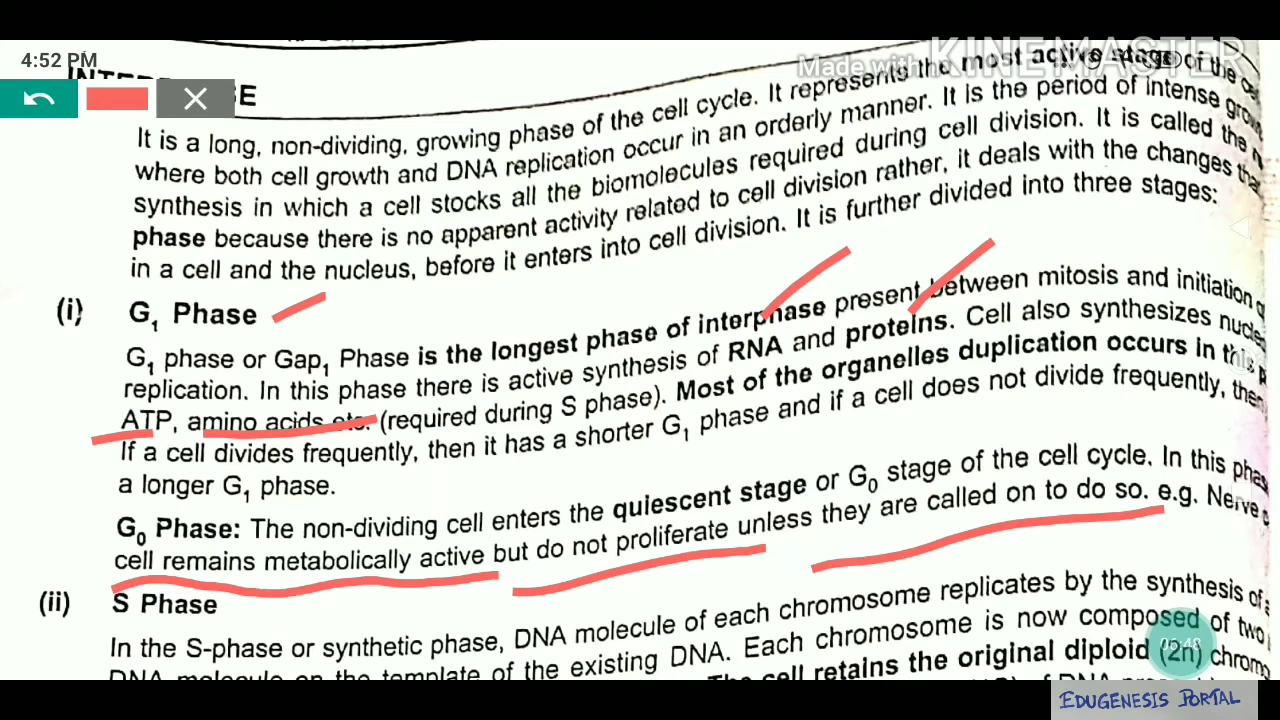 4:52 PM
Made with KINEMASTER
It is a long, non-dividing, growing phase of the cell cycle. It represents the most active stage of the
where both cell growth and DNA replication occur in an orderly manner. It is the period of intense
synthesis in which a cell stocks all the biomolecules required during cell division. It is called the
phase because there is no apparent activity related to cell division rather, it deals with the changes
in a cell and the nucleus, before it enters into cell division. It is further divided into three stages:
(i) G₁ Phase
G₁ phase or Gap₁ Phase is the longest phase of interphase present between mitosis and initiation
replication. In this phase there is active synthesis of RNA and proteins. Cell also synthesizes
ATP, amino acids etc. (required during S phase). Most of the organelles duplication occurs in this
If a cell divides frequently, then it has a shorter G₁ phase and if a cell does not divide frequently, then
a longer G₁ phase.
G₀ Phase: The non-dividing cell enters the quiescent stage or G₀ stage of the cell cycle. In this phase
cell remains metabolically active but do not proliferate unless they are called on to do so. e.g. Nerve
(ii) S Phase
In the S-phase or synthetic phase, DNA molecule of each chromosome replicates by the synthesis of
DNA molecule on the template of the existing DNA. Each chromosome is now composed of two
The cell retains the original diploid (2n)
EDUGENESIS PORTAL